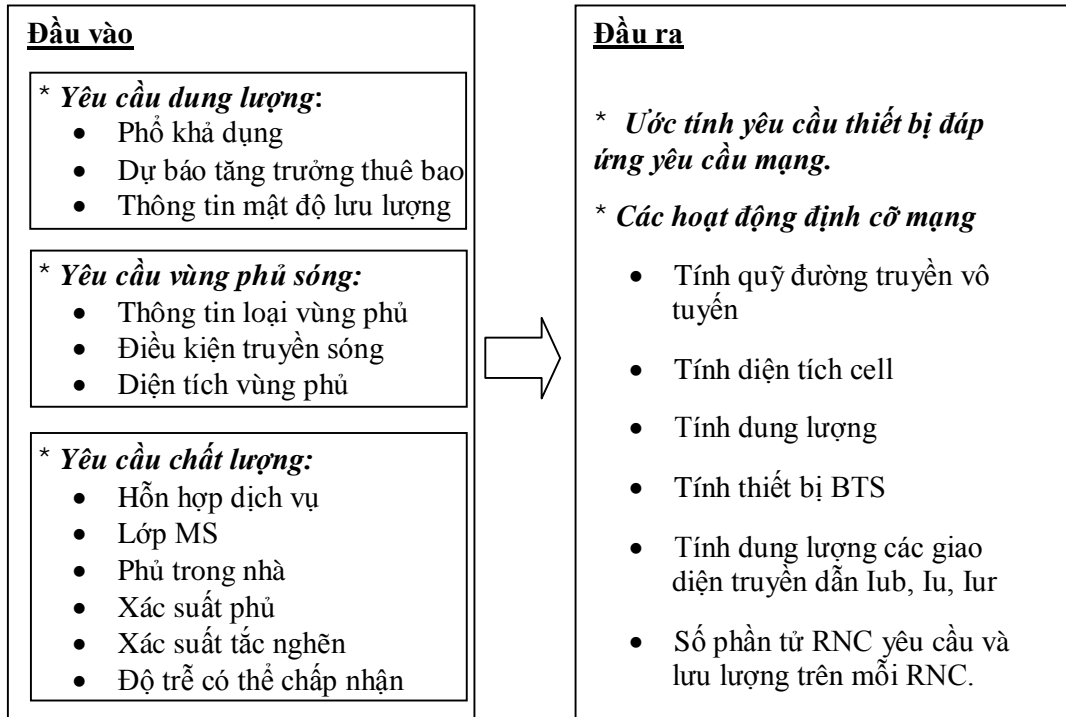 Đầu vào
* Yêu cầu dung lượng:
• Phổ khả dụng
• Dự báo tăng trưởng thuê bao
• Thông tin mật độ lưu lượng
* Yêu cầu vùng phủ sóng:
• Thông tin loại vùng phủ
• Điều kiện truyền sóng
• Diện tích vùng phủ
* Yêu cầu chất lượng:
• Hỗn hợp dịch vụ
• Lớp MS
• Phủ trong nhà
• Xác suất phủ
• Xác suất tắc nghẽn
• Độ trễ có thể chấp nhận
Đầu ra
* Ước tính yêu cầu thiết bị đáp
ứng yêu cầu mạng.
* Các hoạt động định cỡ mạng
• Tính quỹ đường truyền vô
tuyến
• Tính diện tích cell
• Tính dung lượng
• Tính thiết bị BTS
• Tính dung lượng các giao
diện truyền dẫn Iub, Iu, Iur
• Số phần tử RNC yêu cầu và
lưu lượng trên mỗi RNC.